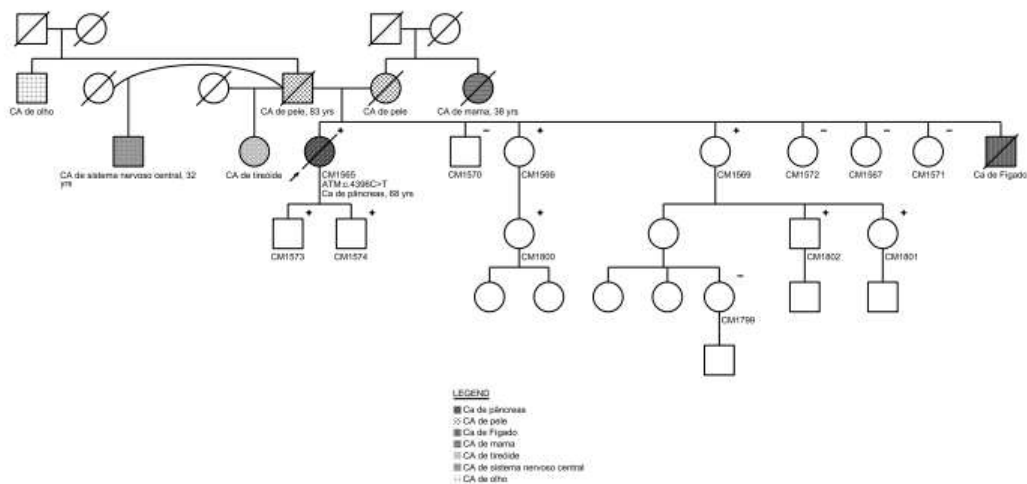 CA de olho
CA de pele, 83 yrs
CA de pele
CA de mama, 36 yrs
CA de sistema nervoso central, 32
yrs
CA de tireóide
CM1565
ATM:c.4396C>T
Ca de pâncreas, 68 yrs
CM1570
CM1566
CM1569
CM1572
CM1567
CM1571
Ca de Fígado
CM1573
CM1574
CM1800
CM1802
CM1801
CM1799
LEGEND
Ca de pâncreas
CA de pele
Ca de Fígado
CA de mama
CA de tireóide
CA de sistema nervoso central
CA de olho